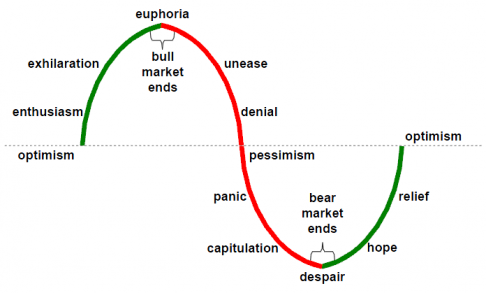 euphoria
bull
market
ends
exhilaration
unease
enthusiasm
denial
optimism
pessimism
optimism
panic
bear
market
ends
relief
capitulation
hope
despair